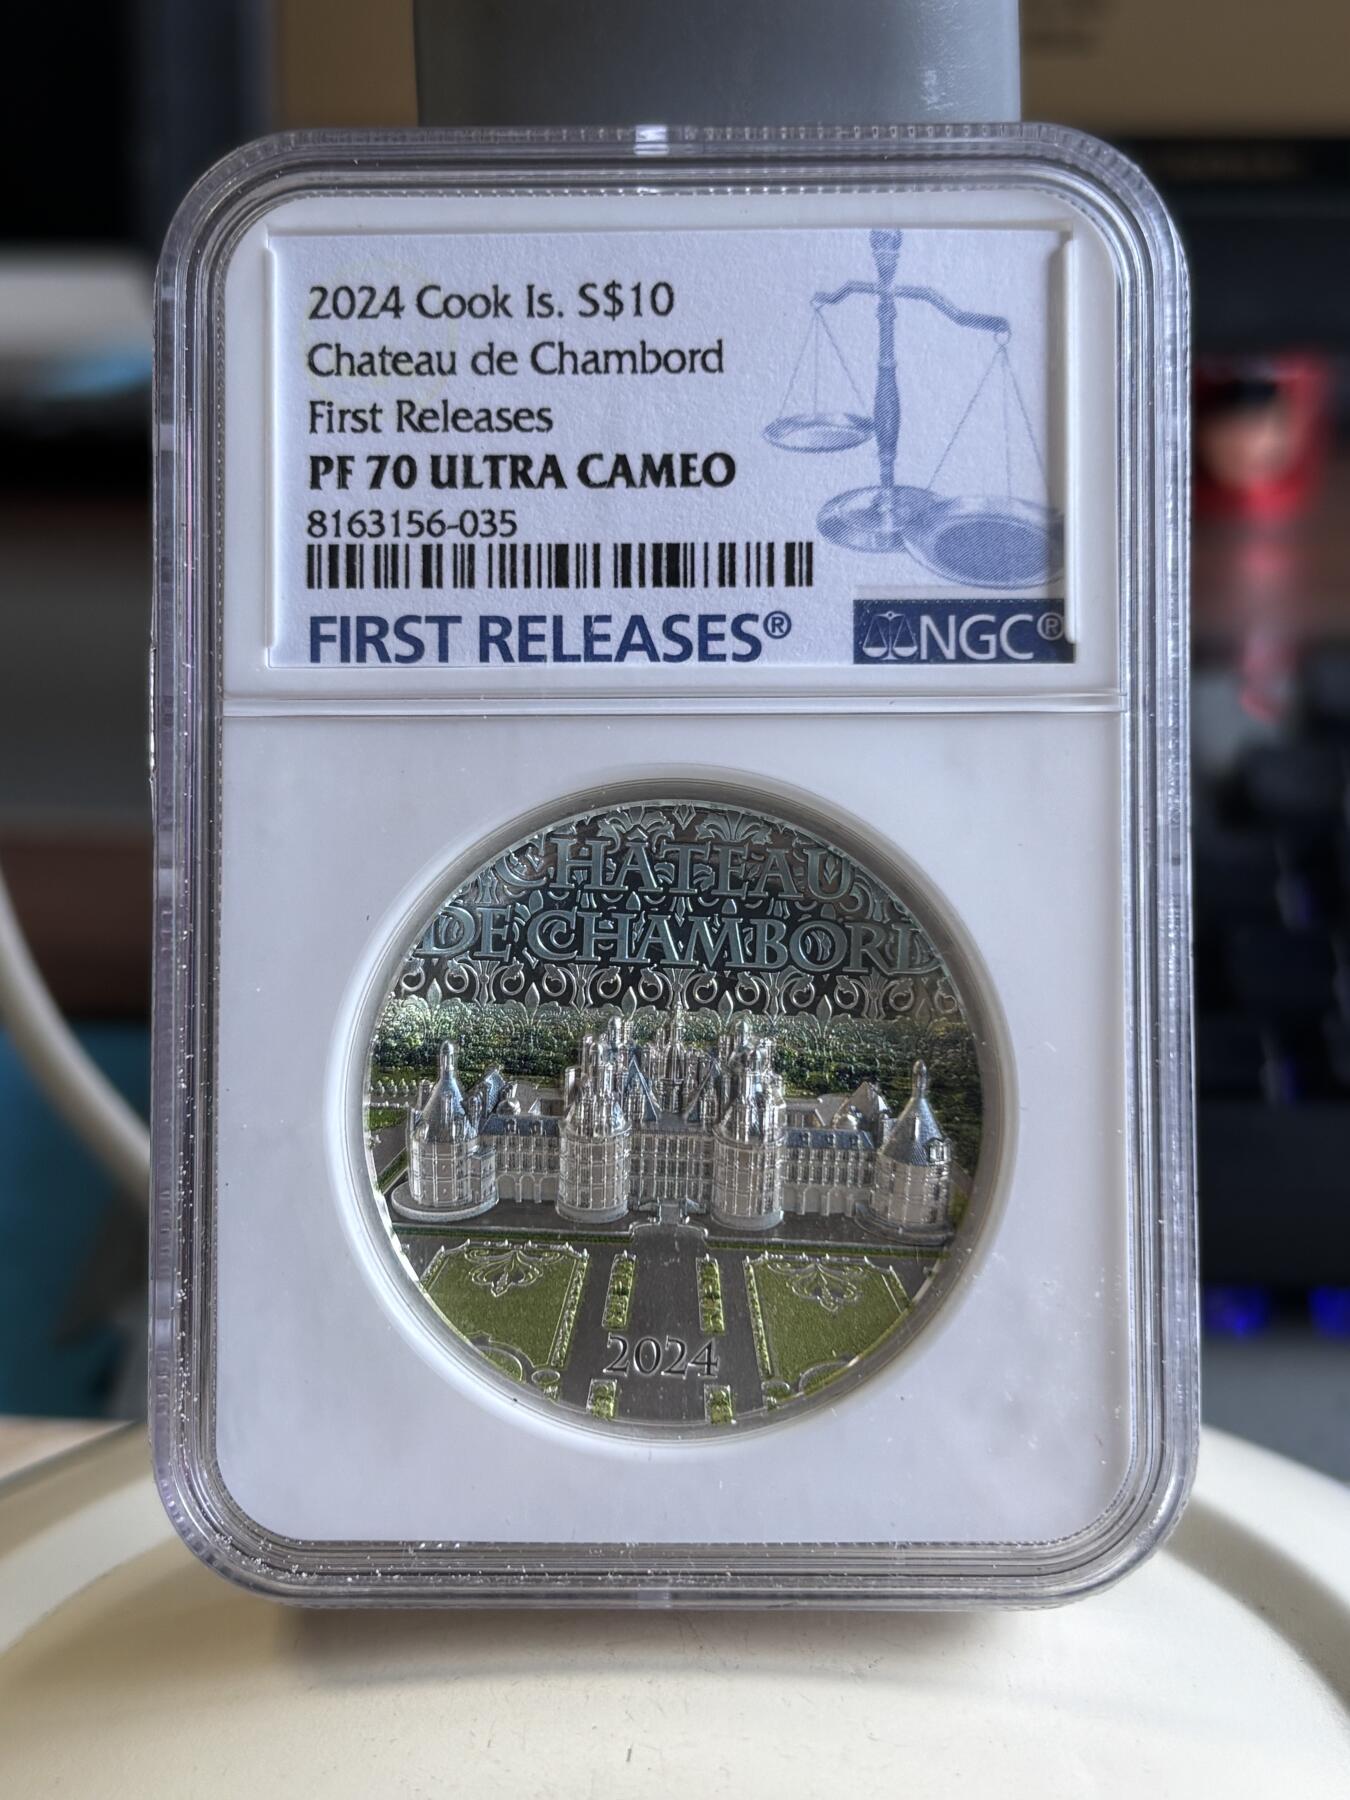 2024 Cook Is. S$10
Chateau de Chambord
First Releases
PF 70 ULTRA CAMEO
8163156-035
FIRST RELEASES®
NGC®
CHÂTEAU
DE CHAMBORD
2024